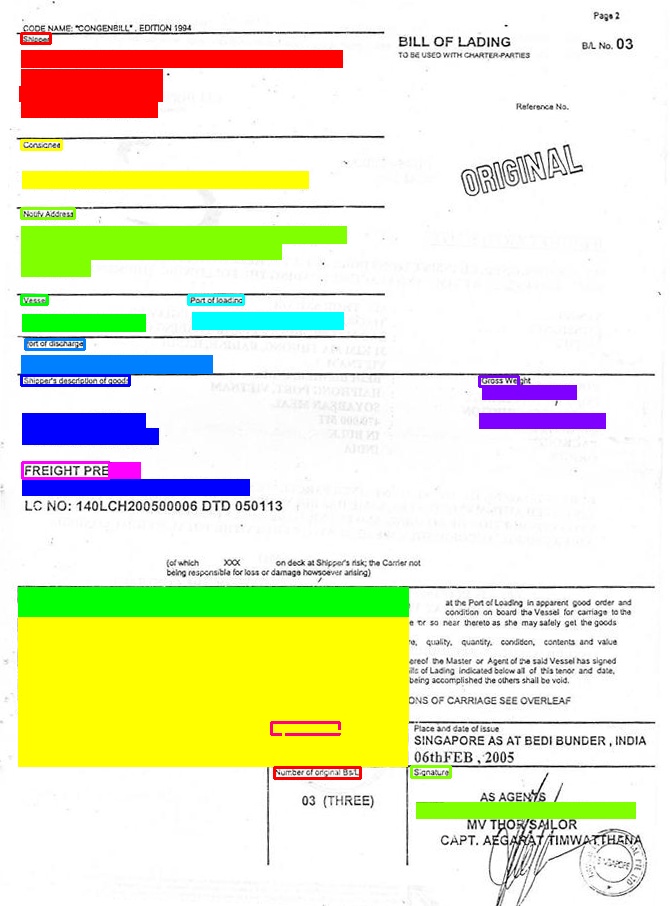 Page 2
CODE NAME: "CONGENBILL". EDITION 1994
Shipper
BILL OF LADING
TO BE USED WITH CHARTER-PARTIES
B/L No. 03
Reference No.
Consignee
ORIGINAL
Notify Address
Vessel
Port of loading
Port of discharge
Shipper's description of goods
Gross Weight
FREIGHT PRE
LC NO: 140LCH200500006 DTD 050113
(of which XXX on deck at Shipper's risk; the Carrier not
being responsible for loss or damage howsoever arising)
at the Port of Loading in apparent good order and
condition on board the Vessel for carriage to the
or so near thereto as she may safely get the goods
quality, quantity, condition, contents and value
ereof the Master or Agent of the said Vessel has signed
lls of Lading indicated below all of this tenor and date,
being accomplished the others shall be void.
ONS OF CARRIAGE SEE OVERLEAF
Place and date of issue
SINGAPORE AS AT BEDI BUNDER , INDIA
06thFEB , 2005
Number of original Bs/L
Signature
03 (THREE)
AS AGENTS
MV THOR SAILOR
CAPT. AEGARAT TIMWATTHANA